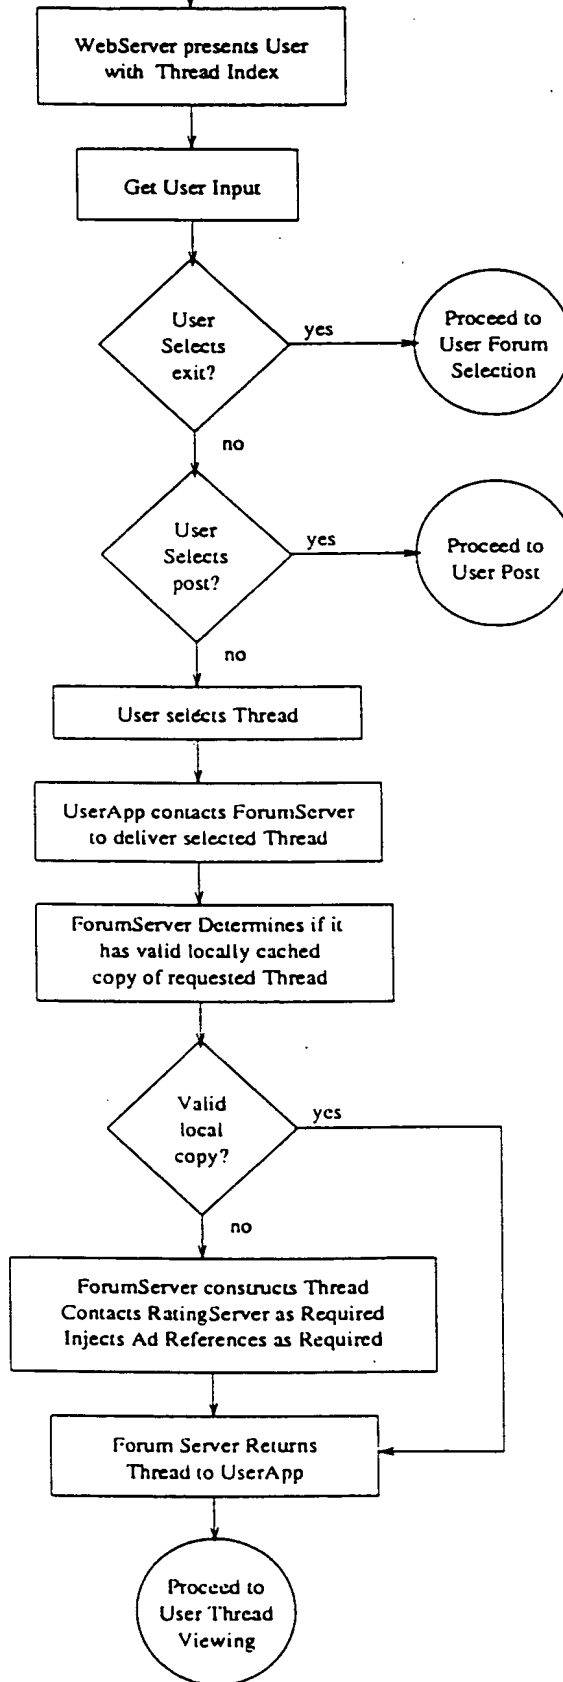 WebServer presents User
with Thread Index
Get User Input
User
Selects
exit?
yes
Proceed to
User Forum
Selection
no
User
Selects
post?
yes
Proceed to
User Post
no
User selects Thread
UserApp contacts ForumServer
to deliver selected Thread
ForumServer Determines if it
has valid locally cached
copy of requested Thread
Valid
local
copy?
yes
no
ForumServer constructs Thread
Contacts RatingServer as Required
Injects Ad References as Required
Forum Server Returns
Thread to UserApp
Proceed to
User Thread
Viewing